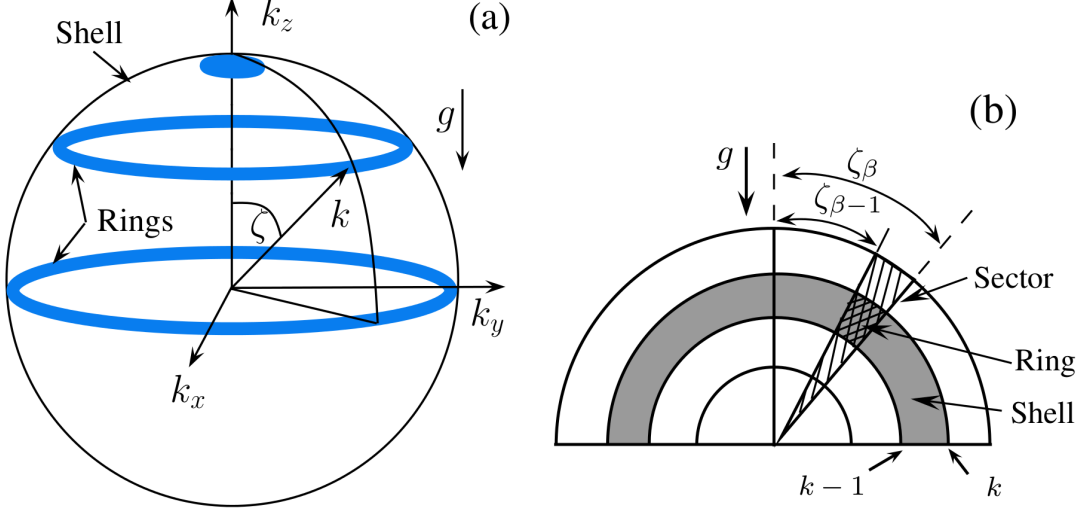 (a)
k_z
Shell
g
k
ζ
Rings
k_y
k_x
(b)
g
ζ_β
ζ_{β−1}
Sector
Ring
Shell
k − 1
k